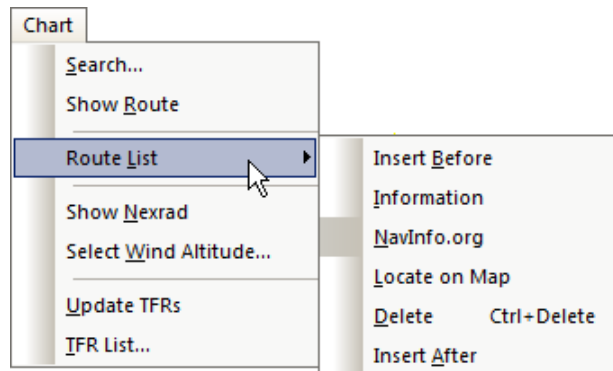 Chart
Search...
Show Route
Route List
Show Nexrad
Select Wind Altitude...
Update TFRs
TFR List...
Insert Before
Information
NavInfo.org
Locate on Map
Delete Ctrl+Delete
Insert After